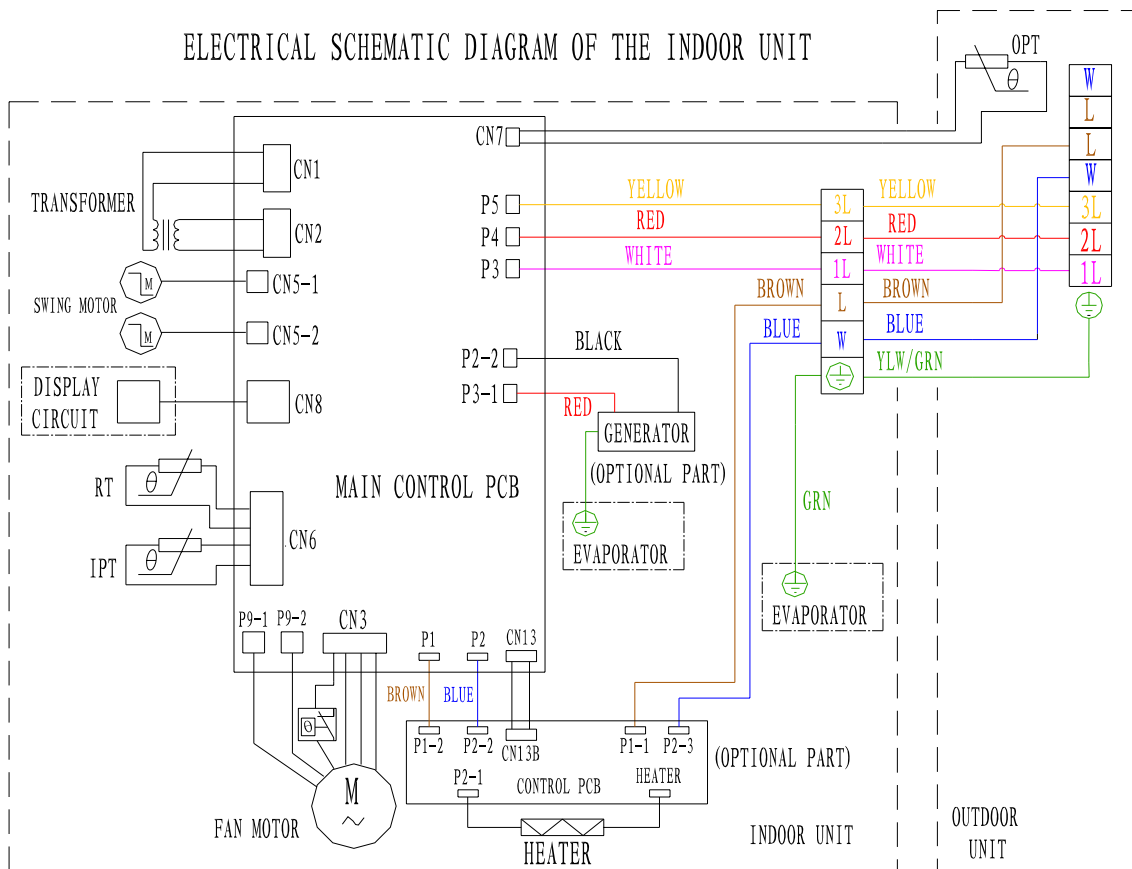 ELECTRICAL SCHEMATIC DIAGRAM OF THE INDOOR UNIT
OPT
θ
W
L
L
W
3L
2L
1L
CN7
CN1
TRANSFORMER
CN2
P5
YELLOW
3L
YELLOW
P4
RED
2L
RED
P3
WHITE
1L
WHITE
M
CN5-1
SWING MOTOR
M
CN5-2
BROWN
L
BROWN
BLUE
W
BLUE
YLW/GRN
P2-2
BLACK
P3-1
RED
GENERATOR
(OPTIONAL PART)
DISPLAY
CIRCUIT
CN8
MAIN CONTROL PCB
RT
θ
CN6
IPT
θ
GRN
EVAPORATOR
EVAPORATOR
P9-1
P9-2
CN3
P1
P2
CN13
BROWN
BLUE
θ
P1-2
P2-2
CN13B
P1-1
P2-3
(OPTIONAL PART)
P2-1
CONTROL PCB
HEATER
M
~
FAN MOTOR
HEATER
INDOOR UNIT
OUTDOOR
UNIT